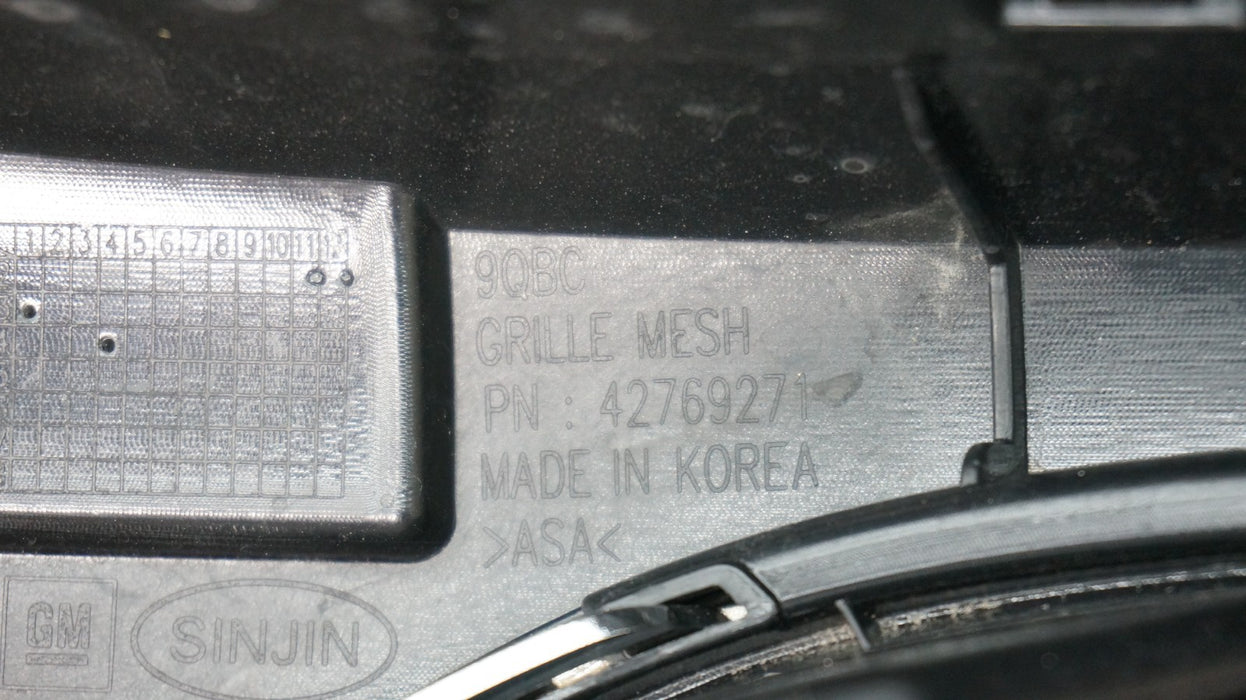 1 2 3 4 5 6 7 8 9 10 11 12
9QBC
GRILLE MESH
PN : 42769271
MADE IN KOREA
>ASA<
GM
SINJIN